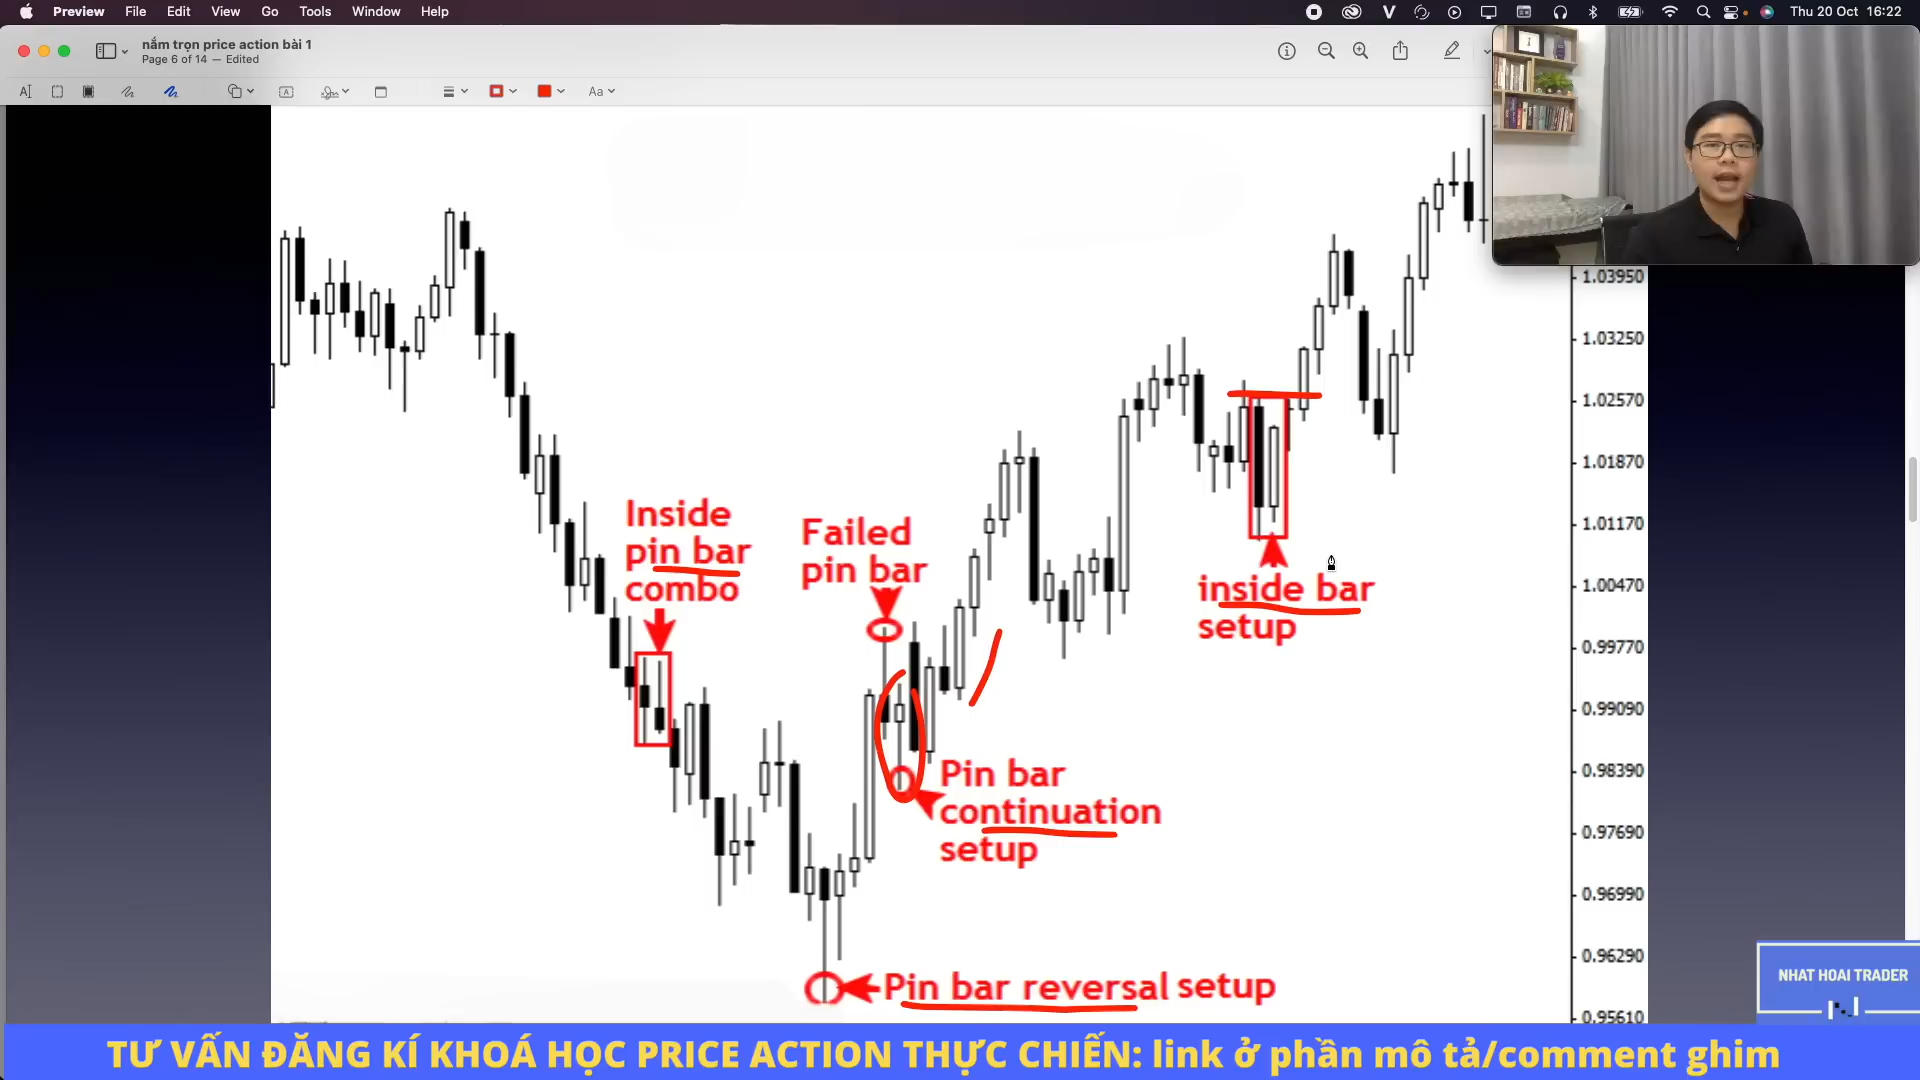 Preview File Edit View Go Tools Window Help
Thu 20 Oct 16:22
nắm trọn price action bài 1
Page 6 of 14 — Edited
Aa
1.03950
1.03250
1.02570
1.01870
1.01170
1.00470
0.99770
0.99090
0.98390
0.97690
0.96990
0.96290
0.95610
Inside
pin bar
combo
Failed
pin bar
inside bar
setup
Pin bar
continuation
setup
Pin bar reversal setup
NHAT HOAI TRADER
TƯ VẤN ĐĂNG KÍ KHOÁ HỌC PRICE ACTION THỰC CHIẾN: link ở phần mô tả/comment ghim